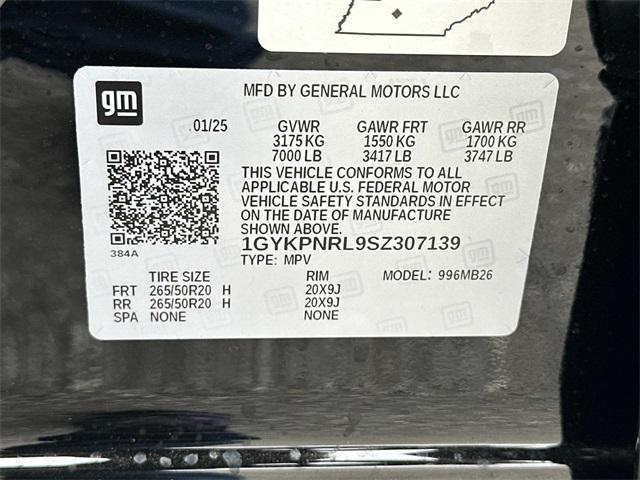 gm
MFD BY GENERAL MOTORS LLC
01/25 GVWR GAWR FRT GAWR RR
3175 KG 1550 KG 1700 KG
7000 LB 3417 LB 3747 LB
THIS VEHICLE CONFORMS TO ALL
APPLICABLE U.S. FEDERAL MOTOR
VEHICLE SAFETY STANDARDS IN EFFECT
ON THE DATE OF MANUFACTURE
SHOWN ABOVE.
1GYKPNRL9SZ307139
384A
TYPE: MPV MODEL: 996MB26
TIRE SIZE RIM
FRT 265/50R20 H 20X9J
RR 265/50R20 H 20X9J
SPA NONE NONE